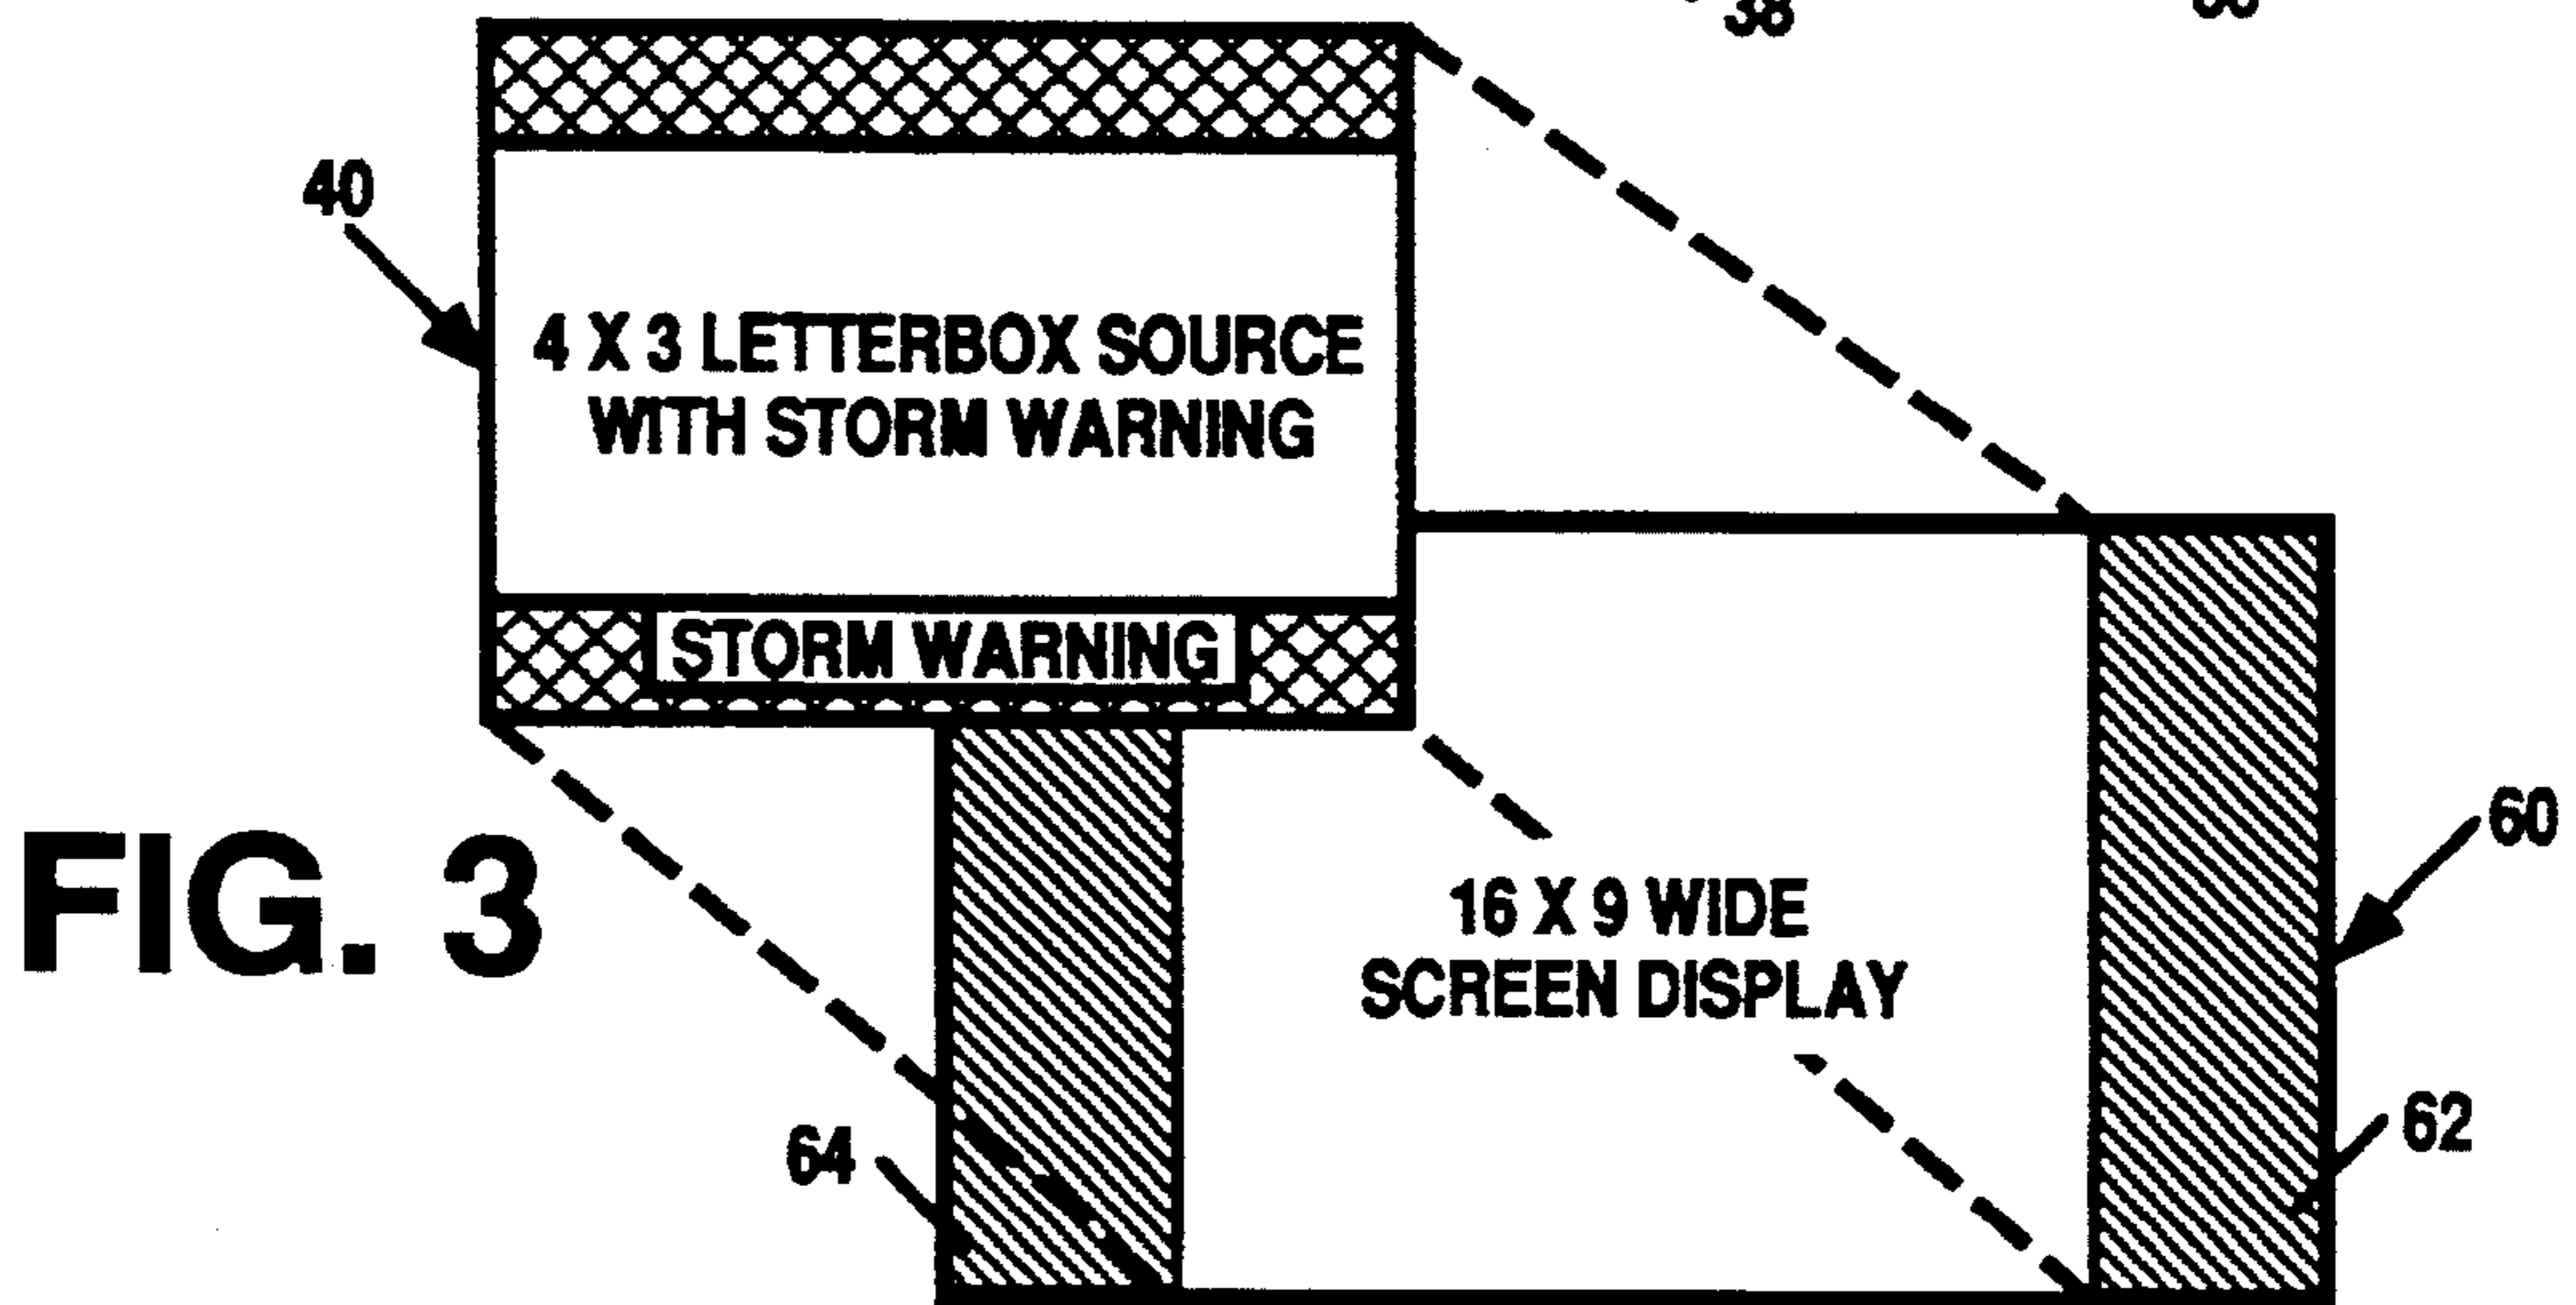 38
40
4 X 3 LETTERBOX SOURCE
WITH STORM WARNING
STORM WARNING
FIG. 3
60
16 X 9 WIDE
SCREEN DISPLAY
64
62